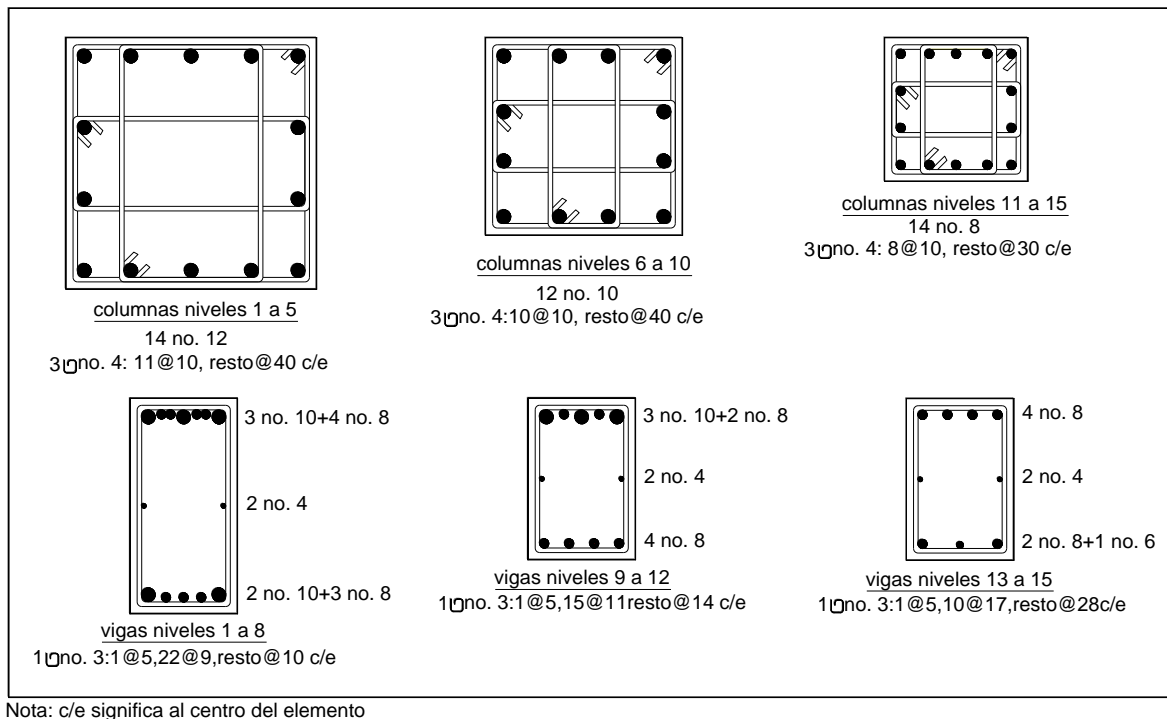 columnas niveles 1 a 5
14 no. 12
3 no. 4: 11@10, resto@40 c/e
columnas niveles 6 a 10
12 no. 10
3 no. 4:10@10, resto@40 c/e
columnas niveles 11 a 15
14 no. 8
3 no. 4: 8@10, resto@30 c/e
3 no. 10+4 no. 8
2 no. 4
2 no. 10+3 no. 8
vigas niveles 1 a 8
1 no. 3:1@5,22@9,resto@10 c/e
3 no. 10+2 no. 8
2 no. 4
4 no. 8
vigas niveles 9 a 12
1 no. 3:1@5,15@11resto@14 c/e
4 no. 8
2 no. 4
2 no. 8+1 no. 6
vigas niveles 13 a 15
1 no. 3:1@5,10@17,resto@28c/e
Nota: c/e significa al centro del elemento